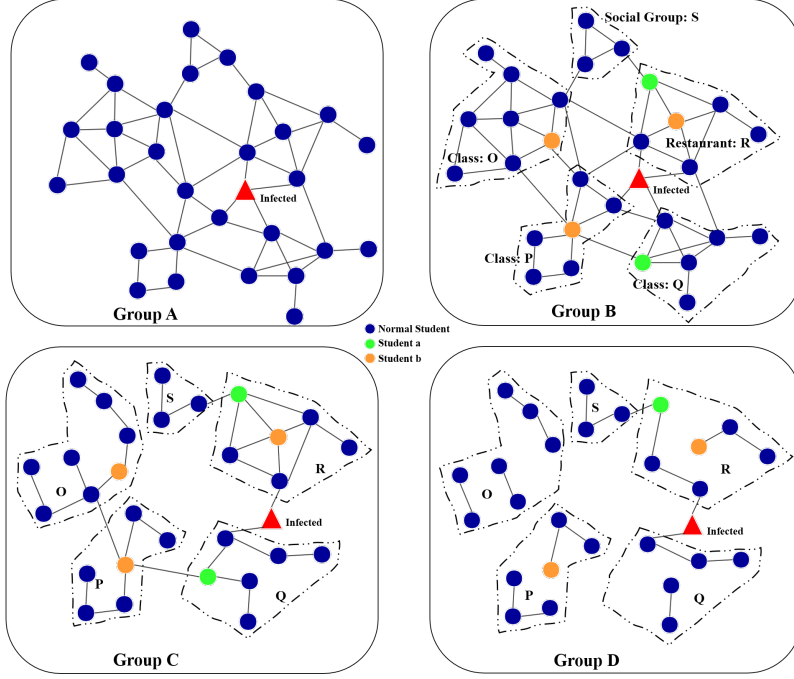 Social Group: S
Restaurant: R
Class: O
Infected
Infected
Class: P
Class: Q
Group A
Group B
Normal Student
Student a
Student b
S
R
O
Infected
P
Q
Group C
S
R
O
Infected
P
Q
Group D